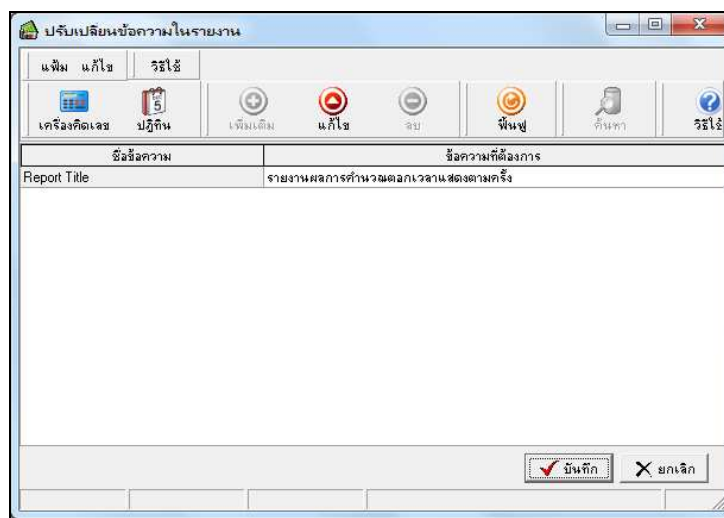 ปรับเปลี่ยนข้อความในรายงาน
แฟ้ม แก้ไข วิธีใช้
เครื่องคิดเลข ปฏิทิน เพิ่มเติม แก้ไข ลบ ฟื้นฟู ค้นหา วิธีใช้
ชื่อข้อความ ข้อความที่ต้องการ
Report Title รายงานผลการคำนวณตอกเวลาแสดงตามครั้ง
บันทึก ยกเลิก